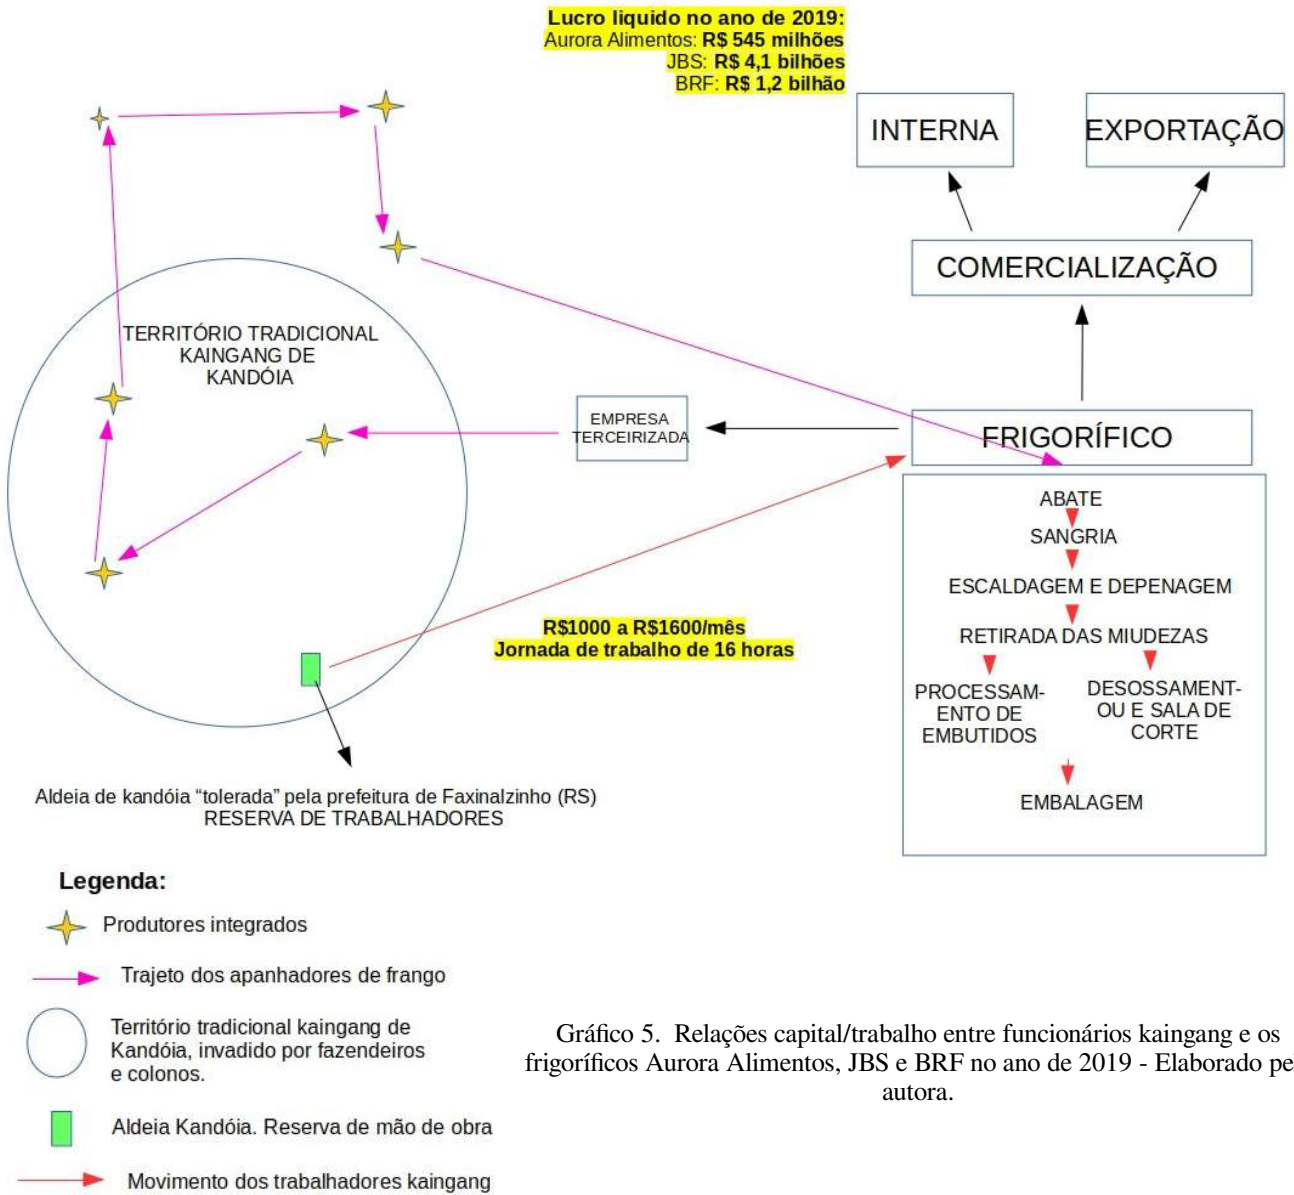 Lucro liquido no ano de 2019:
Aurora Alimentos: R$ 545 milhões
JBS: R$ 4,1 bilhões
BRF: R$ 1,2 bilhão
INTERNA
EXPORTAÇÃO
COMERCIALIZAÇÃO
TERRITÓRIO TRADICIONAL
KAINGANG DE
KANDÓIA
EMPRESA
TERCEIRIZADA
FRIGORÍFICO
ABATE
SANGRIA
ESCALDAGEM E DEPENAGEM
RETIRADA DAS MIUDEZAS
PROCESSAM-
ENTO DE
EMBUTIDOS
DESOSSAMENT-
OU E SALA DE
CORTE
EMBALAGEM
R$1000 a R$1600/mês
Jornada de trabalho de 16 horas
Aldeia de kandóia “tolerada” pela prefeitura de Faxinalzinho (RS)
RESERVA DE TRABALHADORES
Legenda:
Produtores integrados
Trajeto dos apanhadores de frango
Território tradicional kaingang de
Kandóia, invadido por fazendeiros
e colonos.
Aldeia Kandóia. Reserva de mão de obra
Movimento dos trabalhadores kaingang
Gráfico 5. Relações capital/trabalho entre funcionários kaingang e os
frigoríficos Aurora Alimentos, JBS e BRF no ano de 2019 - Elaborado pe
autora.